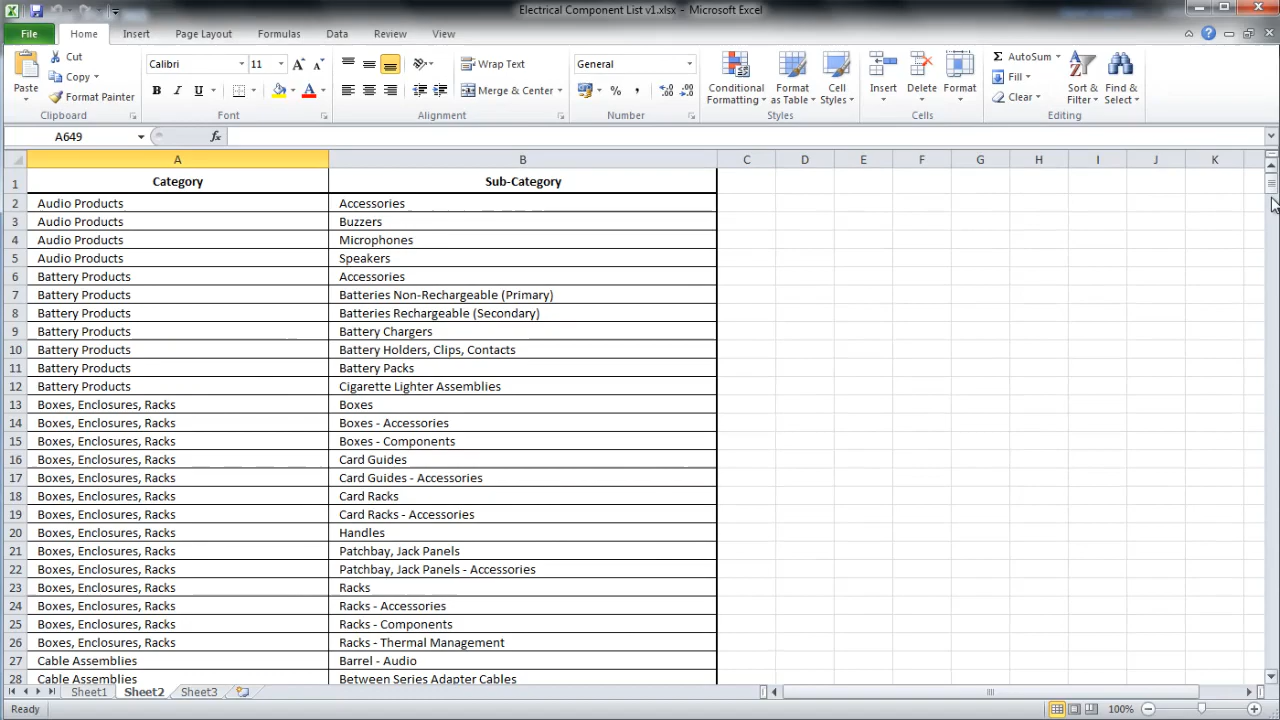 Electrical Component List v1.xlsx - Microsoft Excel
File Home Insert Page Layout Formulas Data Review View
Paste
Cut
Copy
Format Painter
Clipboard
Calibri 11
B I U A
Font
Wrap Text
Merge & Center
Alignment
General
% ,
Number
Conditional Formatting
Format as Table
Cell Styles
Styles
Insert
Delete
Format
Cells
Σ AutoSum
Fill
Clear
Sort & Filter
Find & Select
Editing
A649 fx
A B C D E F G H I J K
1 Category Sub-Category
2 Audio Products Accessories
3 Audio Products Buzzers
4 Audio Products Microphones
5 Audio Products Speakers
6 Battery Products Accessories
7 Battery Products Batteries Non-Rechargeable (Primary)
8 Battery Products Batteries Rechargeable (Secondary)
9 Battery Products Battery Chargers
10 Battery Products Battery Holders, Clips, Contacts
11 Battery Products Battery Packs
12 Battery Products Cigarette Lighter Assemblies
13 Boxes, Enclosures, Racks Boxes
14 Boxes, Enclosures, Racks Boxes - Accessories
15 Boxes, Enclosures, Racks Boxes - Components
16 Boxes, Enclosures, Racks Card Guides
17 Boxes, Enclosures, Racks Card Guides - Accessories
18 Boxes, Enclosures, Racks Card Racks
19 Boxes, Enclosures, Racks Card Racks - Accessories
20 Boxes, Enclosures, Racks Handles
21 Boxes, Enclosures, Racks Patchbay, Jack Panels
22 Boxes, Enclosures, Racks Patchbay, Jack Panels - Accessories
23 Boxes, Enclosures, Racks Racks
24 Boxes, Enclosures, Racks Racks - Accessories
25 Boxes, Enclosures, Racks Racks - Components
26 Boxes, Enclosures, Racks Racks - Thermal Management
27 Cable Assemblies Barrel - Audio
28 Cable Assemblies Between Series Adapter Cables
Sheet1 Sheet2 Sheet3
Ready 100%